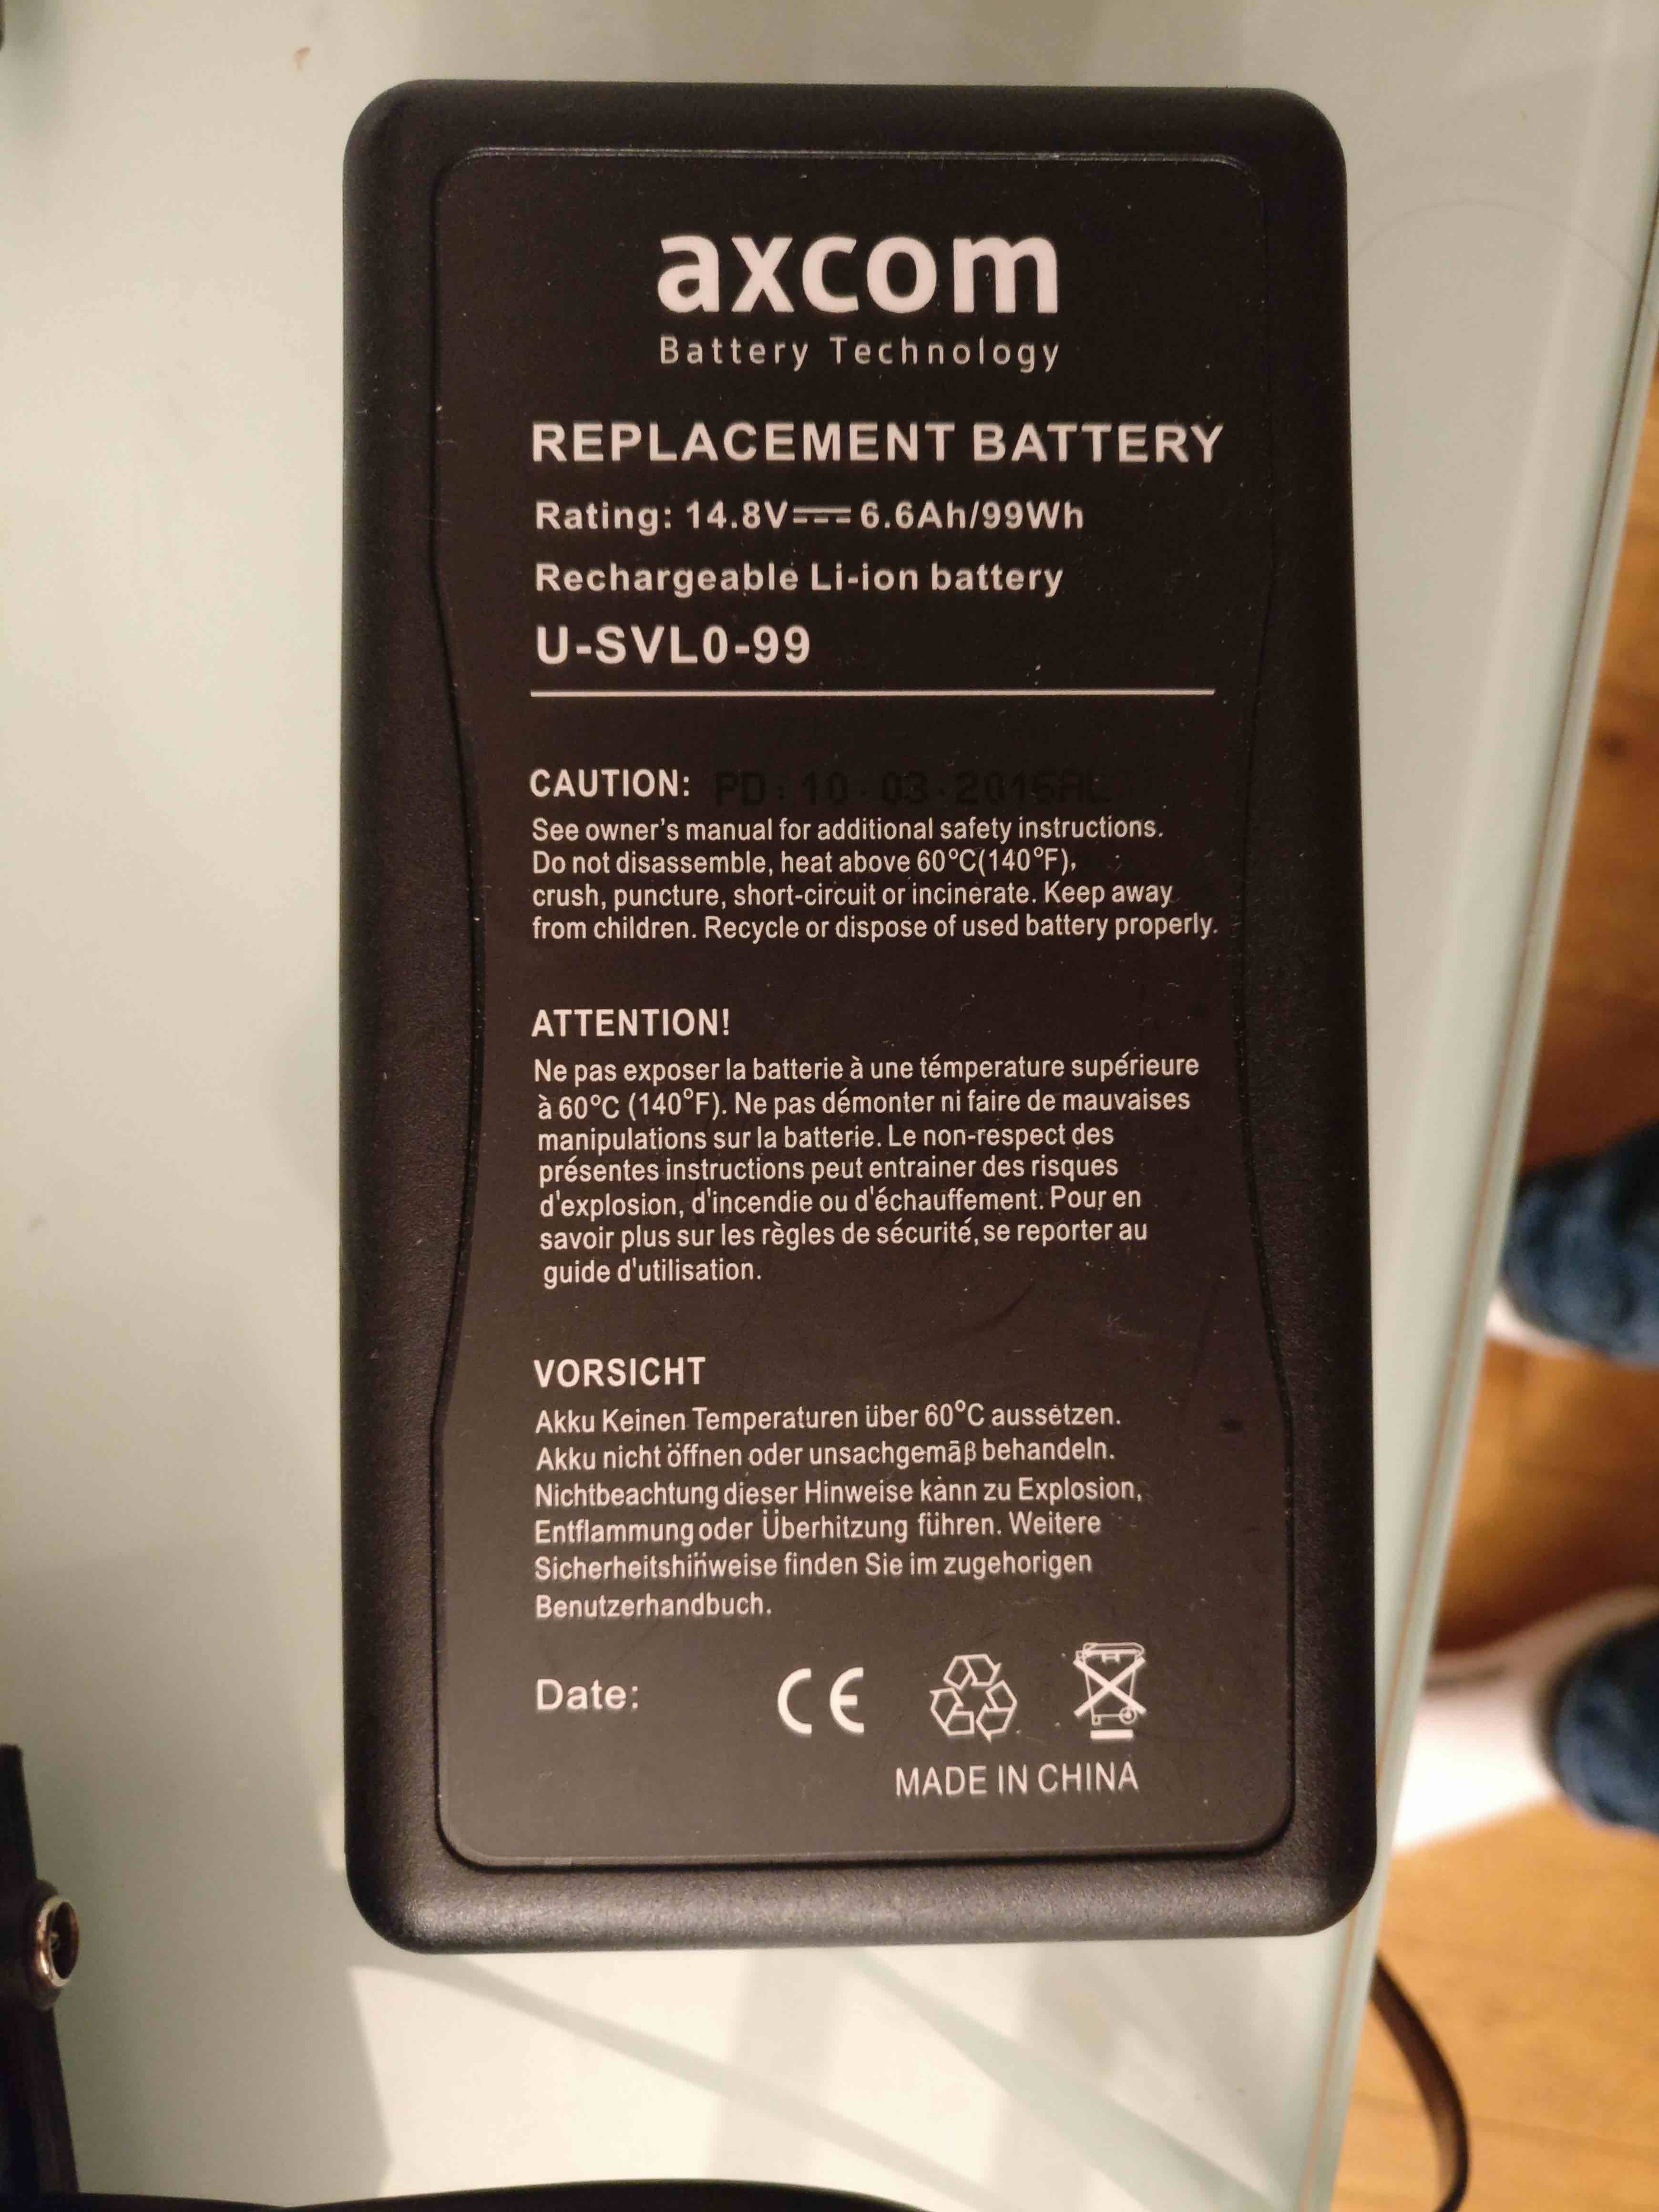 axcom
Battery Technology
REPLACEMENT BATTERY
Rating: 14.8V⎓6.6Ah/99Wh
Rechargeable Li-ion battery
U-SVL0-99
CAUTION: PD:10.03.2015AL
See owner's manual for additional safety instructions.
Do not disassemble, heat above 60°C(140°F),
crush, puncture, short-circuit or incinerate. Keep away
from children. Recycle or dispose of used battery properly.
ATTENTION!
Ne pas exposer la batterie à une témperature supérieure
à 60°C (140°F). Ne pas démonter ni faire de mauvaises
manipulations sur la batterie. Le non-respect des
présentes instructions peut entrainer des risques
d'explosion, d'incendie ou d'échauffement. Pour en
savoir plus sur les règles de sécurité, se reporter au
guide d'utilisation.
VORSICHT
Akku Keinen Temperaturen über 60°C aussetzen.
Akku nicht öffnen oder unsachgemāβ behandeln.
Nichtbeachtung dieser Hinweise kann zu Explosion,
Entflammung oder Überhitzung führen. Weitere
Sicherheitshinweise finden Sie im zugehorigen
Benutzerhandbuch.
Date: CE
MADE IN CHINA